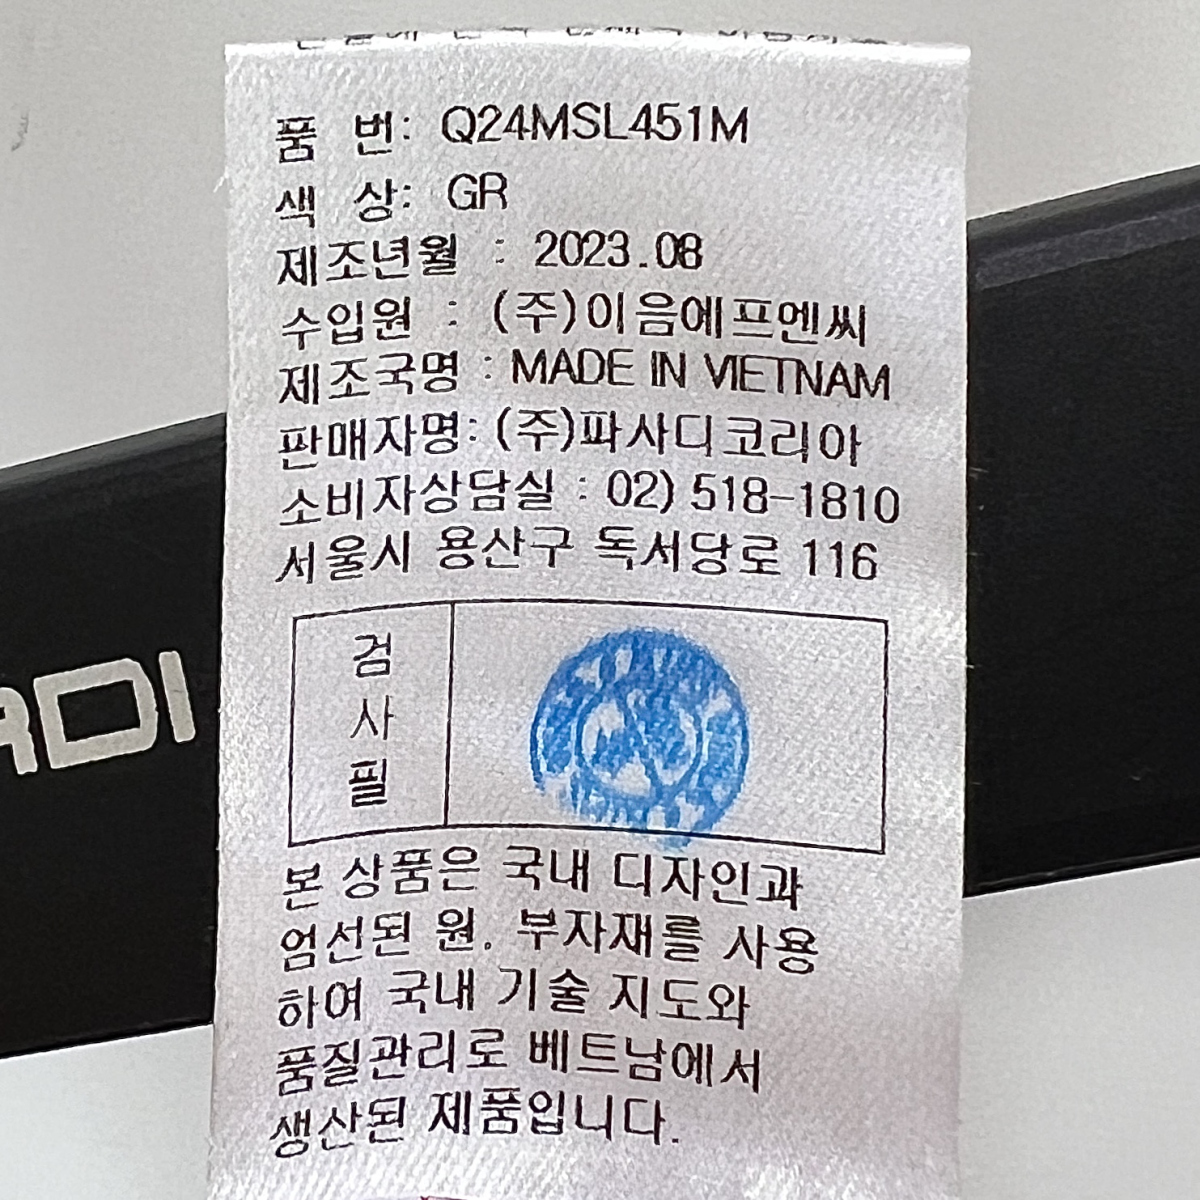 품 번: Q24MSL451M
색 상: GR
제조년월 : 2023.08
수입원 : (주)이음에프엔씨
제조국명 : MADE IN VIETNAM
판매자명: (주)파사디코리아
소비자상담실 : 02) 518-1810
서울시 용산구 독서당로 116
검
사
필
본 상품은 국내 디자인과
엄선된 원. 부자재를 사용
하여 국내 기술 지도와
품질관리로 베트남에서
생산된 제품입니다.